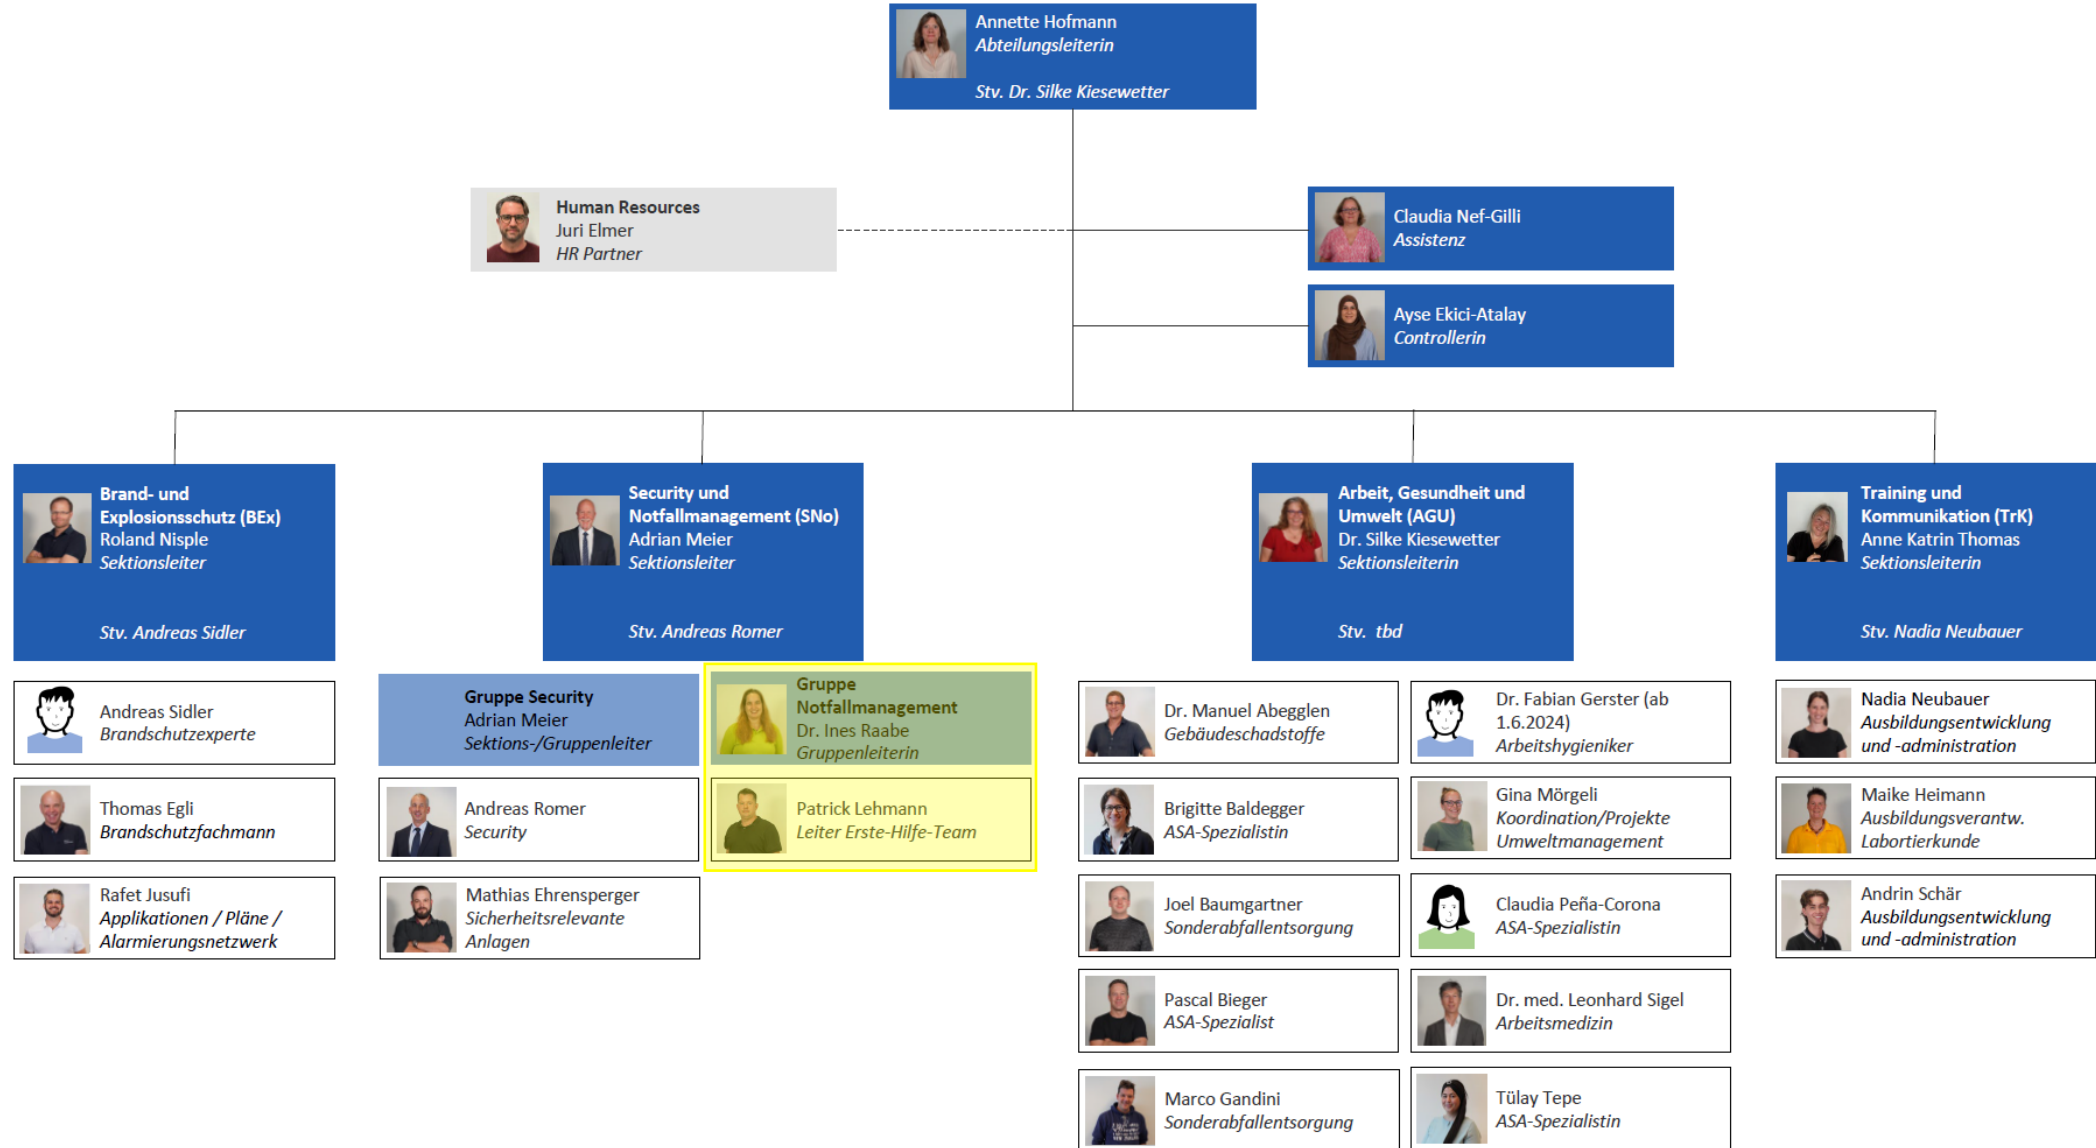 Annette Hofmann
Abteilungsleiterin
Stv. Dr. Silke Kiesewetter
Human Resources
Juri Elmer
HR Partner
Claudia Nef-Gilli
Assistenz
Ayse Ekici-Atalay
Controllerin
Brand- und
Explosionsschutz (BEx)
Roland Nisple
Sektionsleiter
Stv. Andreas Sidler
Security und
Notfallmanagement (SNo)
Adrian Meier
Sektionsleiter
Stv. Andreas Romer
Arbeit, Gesundheit und
Umwelt (AGU)
Dr. Silke Kiesewetter
Sektionsleiterin
Stv. tbd
Training und
Kommunikation (TrK)
Anne Katrin Thomas
Sektionsleiterin
Stv. Nadia Neubauer
Andreas Sidler
Brandschutzexperte
Thomas Egli
Brandschutzfachmann
Rafet Jusufi
Applikationen / Pläne /
Alarmierungsnetzwerk
Gruppe Security
Adrian Meier
Sektions-/Gruppenleiter
Andreas Romer
Security
Mathias Ehrensperger
Sicherheitsrelevante
Anlagen
Gruppe
Notfallmanagement
Dr. Ines Raabe
Gruppenleiterin
Patrick Lehmann
Leiter Erste-Hilfe-Team
Dr. Manuel Abegglen
Gebäudeschadstoffe
Brigitte Baldegger
ASA-Spezialistin
Joel Baumgartner
Sonderabfallentsorgung
Pascal Bieger
ASA-Spezialist
Marco Gandini
Sonderabfallentsorgung
Dr. Fabian Gerster (ab
1.6.2024)
Arbeitshygieniker
Gina Mörgeli
Koordination/Projekte
Umweltmanagement
Claudia Peña-Corona
ASA-Spezialistin
Dr. med. Leonhard Sigel
Arbeitsmedizin
Tülay Tepe
ASA-Spezialistin
Nadia Neubauer
Ausbildungsentwicklung
und -administration
Maike Heimann
Ausbildungsverantw.
Labortierkunde
Andrin Schär
Ausbildungsentwicklung
und -administration